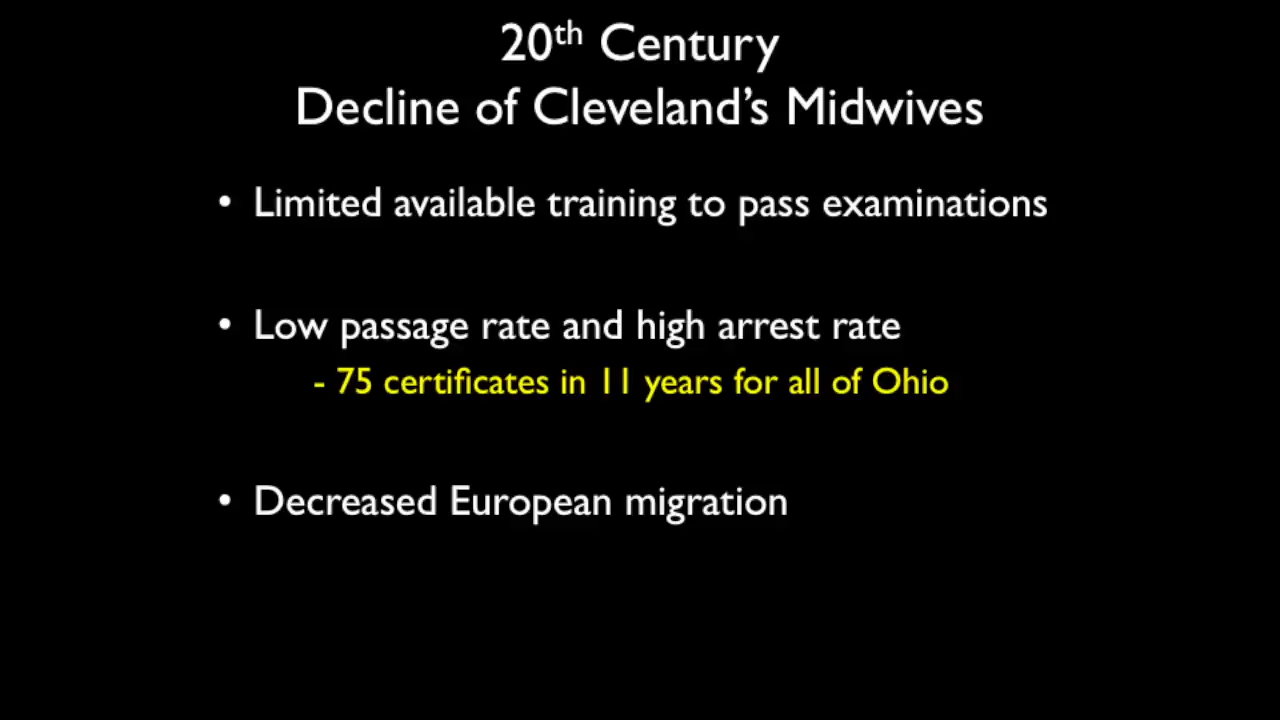 20th Century
Decline of Cleveland’s Midwives
• Limited available training to pass examinations
• Low passage rate and high arrest rate
- 75 certificates in 11 years for all of Ohio
• Decreased European migration